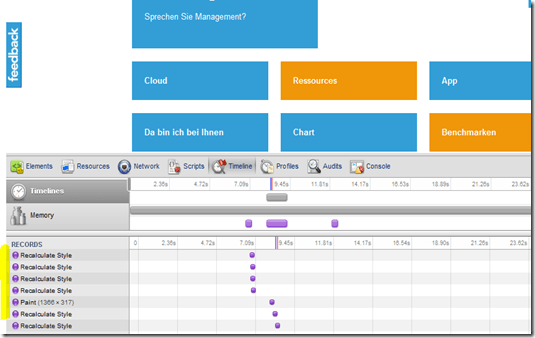 Sprechen Sie Management?
feedback
Cloud
Ressources
App
Da bin ich bei Ihnen
Chart
Benchmarken
Elements
Resources
Network
Scripts
Timeline
Profiles
Audits
Console
Timelines
2.36s 4.72s 7.09s 9.45s 11.81s 14.17s 16.53s 18.89s 21.26s 23.62s
Memory
RECORDS
0 2.36s 4.72s 7.09s 9.45s 11.81s 14.17s 16.54s 18.90s 21.26s 23.62s
Recalculate Style
Recalculate Style
Recalculate Style
Recalculate Style
Paint (1366 × 317)
Recalculate Style
Recalculate Style